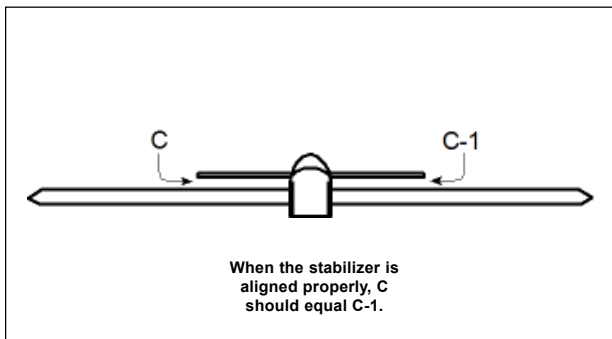 C
C-1
When the stabilizer is
aligned properly, C
should equal C-1.